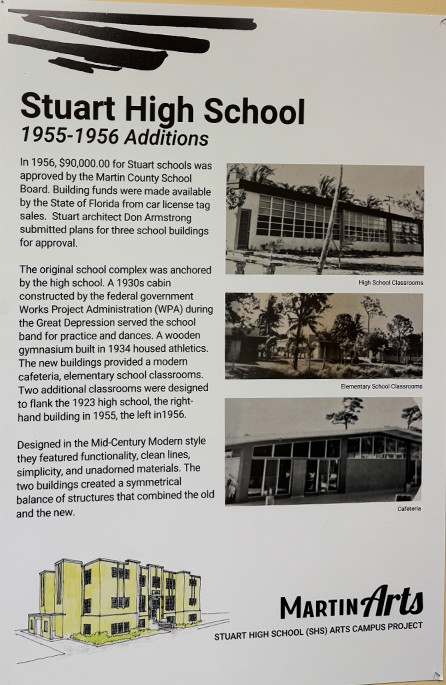 Stuart High School
1955-1956 Additions
In 1956, $90,000.00 for Stuart schools was
approved by the Martin County School
Board. Building funds were made available
by the State of Florida from car license tag
sales. Stuart architect Don Armstrong
submitted plans for three school buildings
for approval.
The original school complex was anchored
by the high school. A 1930s cabin
constructed by the federal government
Works Project Administration (WPA) during
the Great Depression served the school
band for practice and dances. A wooden
gymnasium built in 1934 housed athletics.
The new buildings provided a modern
cafeteria, elementary school classrooms.
Two additional classrooms were designed
to flank the 1923 high school, the right-
hand building in 1955, the left in1956.
Designed in the Mid-Century Modern style
they featured functionality, clean lines,
simplicity, and unadorned materials. The
two buildings created a symmetrical
balance of structures that combined the old
and the new.
High School Classrooms
Elementary School Classrooms
Cafeteria
MARTIN Arts
STUART HIGH SCHOOL (SHS) ARTS CAMPUS PROJECT